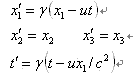 x₁′ = γ(x₁ − ut)↵
x₂′ = x₂  x₃′ = x₃↵
t′ = γ(t − ux₁/c²)↵